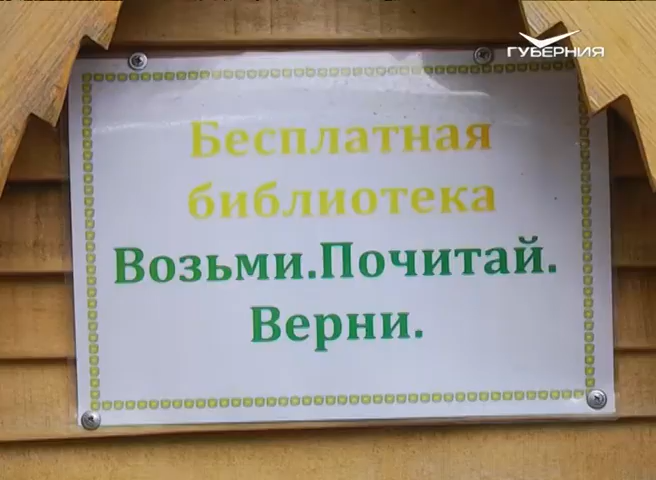 ГУБЕРНИЯ
Бесплатная
библиотека
Возьми.Почитай.
Верни.